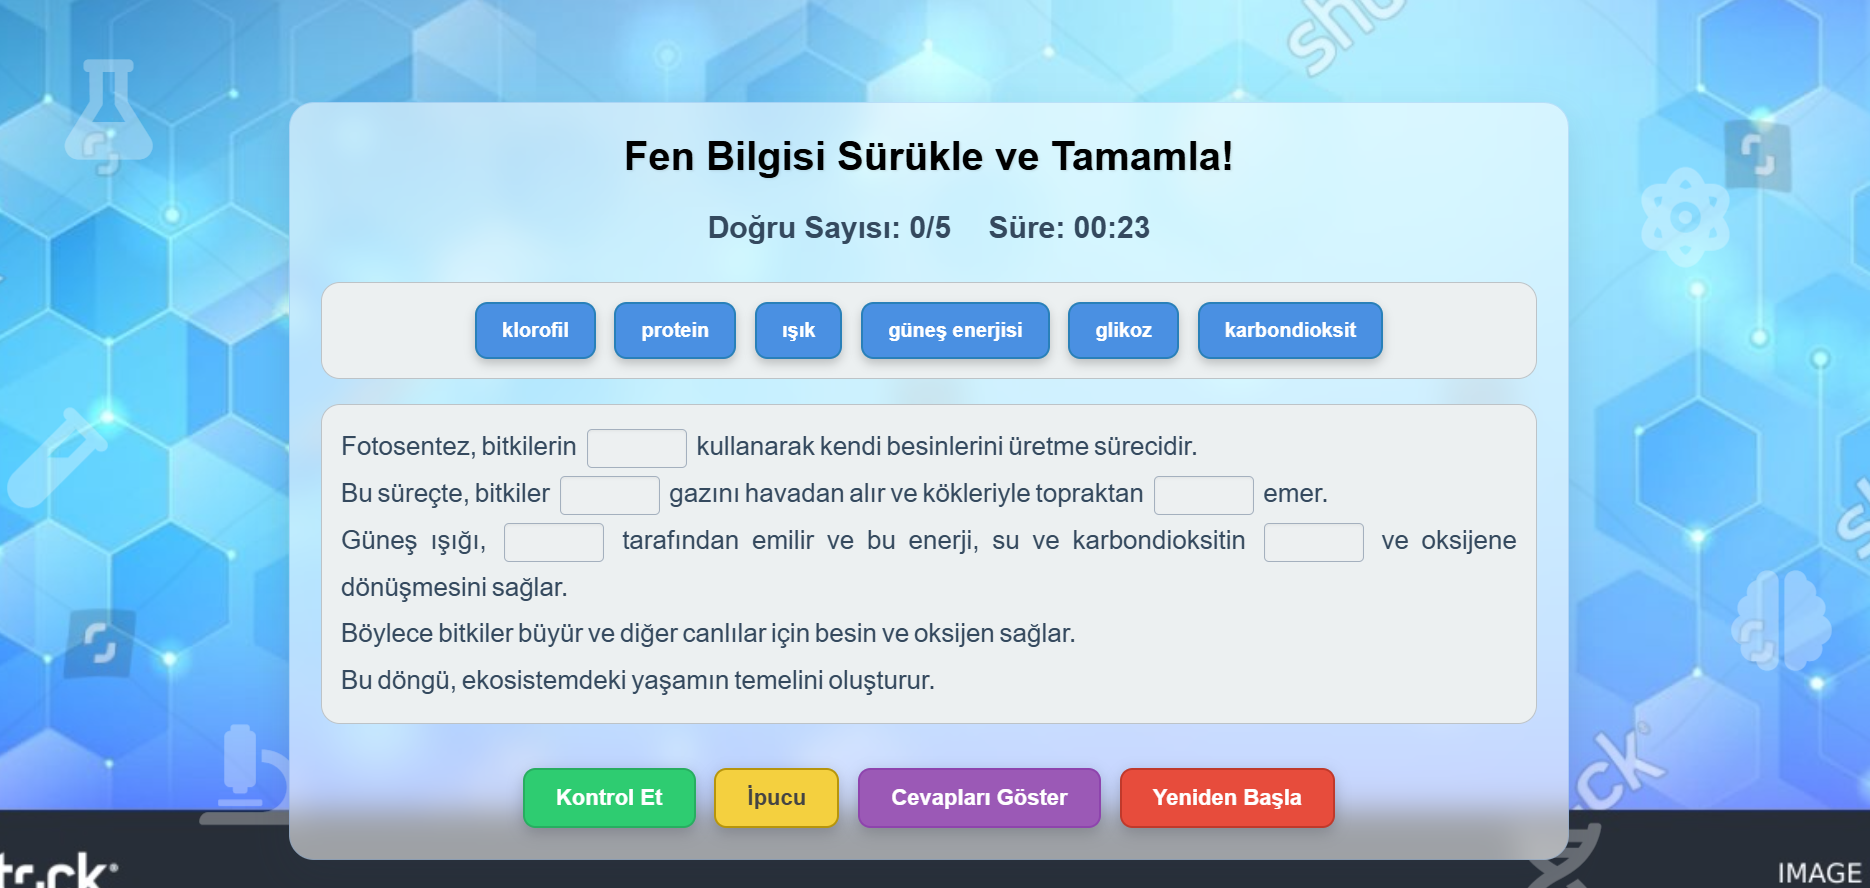 Fen Bilgisi Sürükle ve Tamamla!
Doğru Sayısı: 0/5 Süre: 00:23
klorofil protein ışık güneş enerjisi glikoz karbondioksit
Fotosentez, bitkilerin kullanarak kendi besinlerini üretme sürecidir.
Bu süreçte, bitkiler gazını havadan alır ve kökleriyle topraktan emer.
Güneş ışığı, tarafından emilir ve bu enerji, su ve karbondioksitin ve oksijene
dönüşmesini sağlar.
Böylece bitkiler büyür ve diğer canlılar için besin ve oksijen sağlar.
Bu döngü, ekosistemdeki yaşamın temelini oluşturur.
Kontrol Et İpucu Cevapları Göster Yeniden Başla
IMAGE